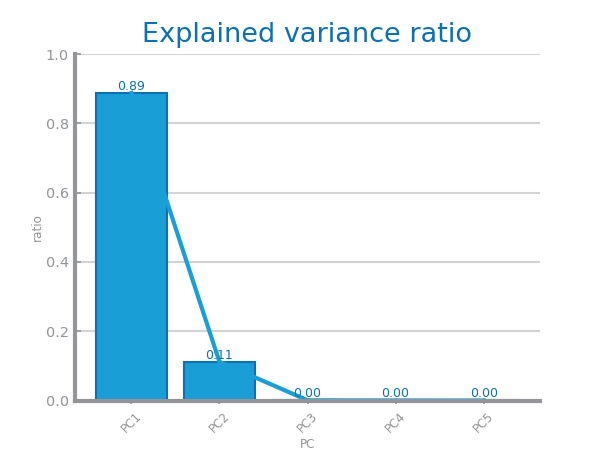 Explained variance ratio
1.0
0.8
0.6
0.4
0.2
0.0
ratio
0.89
0.11
0.00
0.00
0.00
PC1
PC2
PC3
PC4
PC5
PC